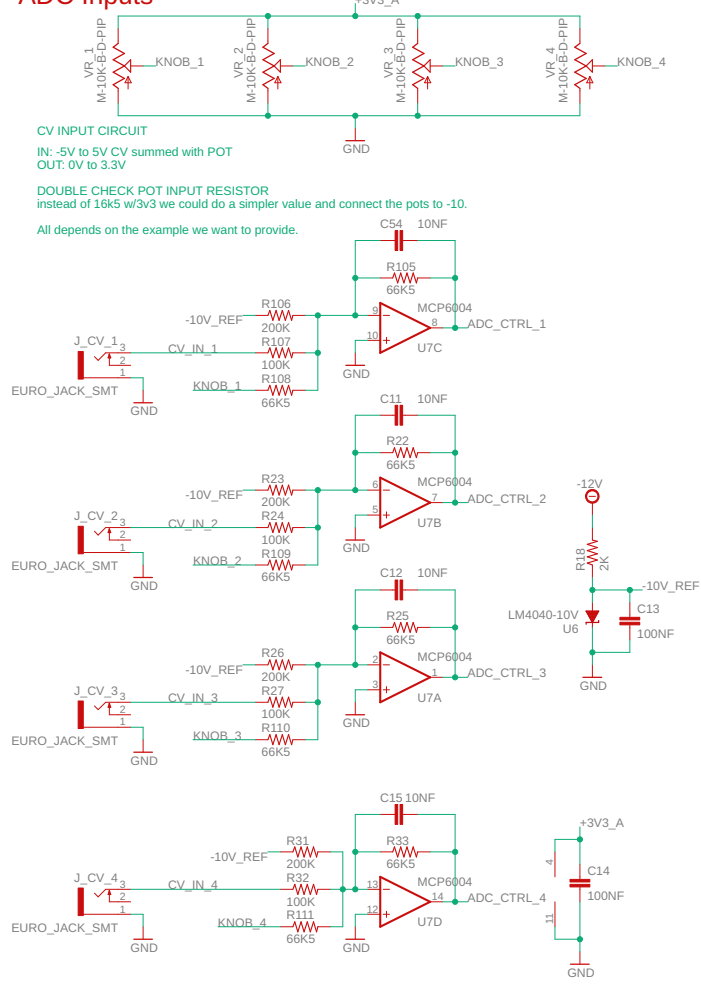 ADC Inputs
+3V3_A
VR_1
M-10K-B-D-PIP
KNOB_1
VR_2
M-10K-B-D-PIP
KNOB_2
VR_3
M-10K-B-D-PIP
KNOB_3
VR_4
M-10K-B-D-PIP
KNOB_4
GND
CV INPUT CIRCUIT
IN: -5V to 5V CV summed with POT
OUT: 0V to 3.3V
DOUBLE CHECK POT INPUT RESISTOR
instead of 16k5 w/3v3 we could do a simpler value and connect the pots to -10.
All depends on the example we want to provide.
C54 10NF
R105
66K5
MCP6004
R106
-10V_REF
200K
9
8
ADC_CTRL_1
10
U7C
J_CV_1
3
2
1
CV_IN_1
R107
100K
KNOB_1
R108
66K5
GND
EURO_JACK_SMT
GND
C11 10NF
R22
66K5
MCP6004
R23
-10V_REF
200K
6
7
ADC_CTRL_2
5
U7B
J_CV_2
3
2
1
CV_IN_2
R24
100K
KNOB_2
R109
66K5
GND
EURO_JACK_SMT
GND
-12V
R18
2K
-10V_REF
LM4040-10V
U6
C13
100NF
GND
C12 10NF
R25
66K5
MCP6004
R26
-10V_REF
200K
2
1
ADC_CTRL_3
3
U7A
J_CV_3
3
2
1
CV_IN_3
R27
100K
KNOB_3
R110
66K5
GND
EURO_JACK_SMT
GND
C15 10NF
R33
66K5
MCP6004
R31
-10V_REF
200K
13
14
ADC_CTRL_4
12
U7D
J_CV_4
3
2
1
CV_IN_4
R32
100K
KNOB_4
R111
66K5
GND
EURO_JACK_SMT
GND
+3V3_A
4
11
C14
100NF
GND